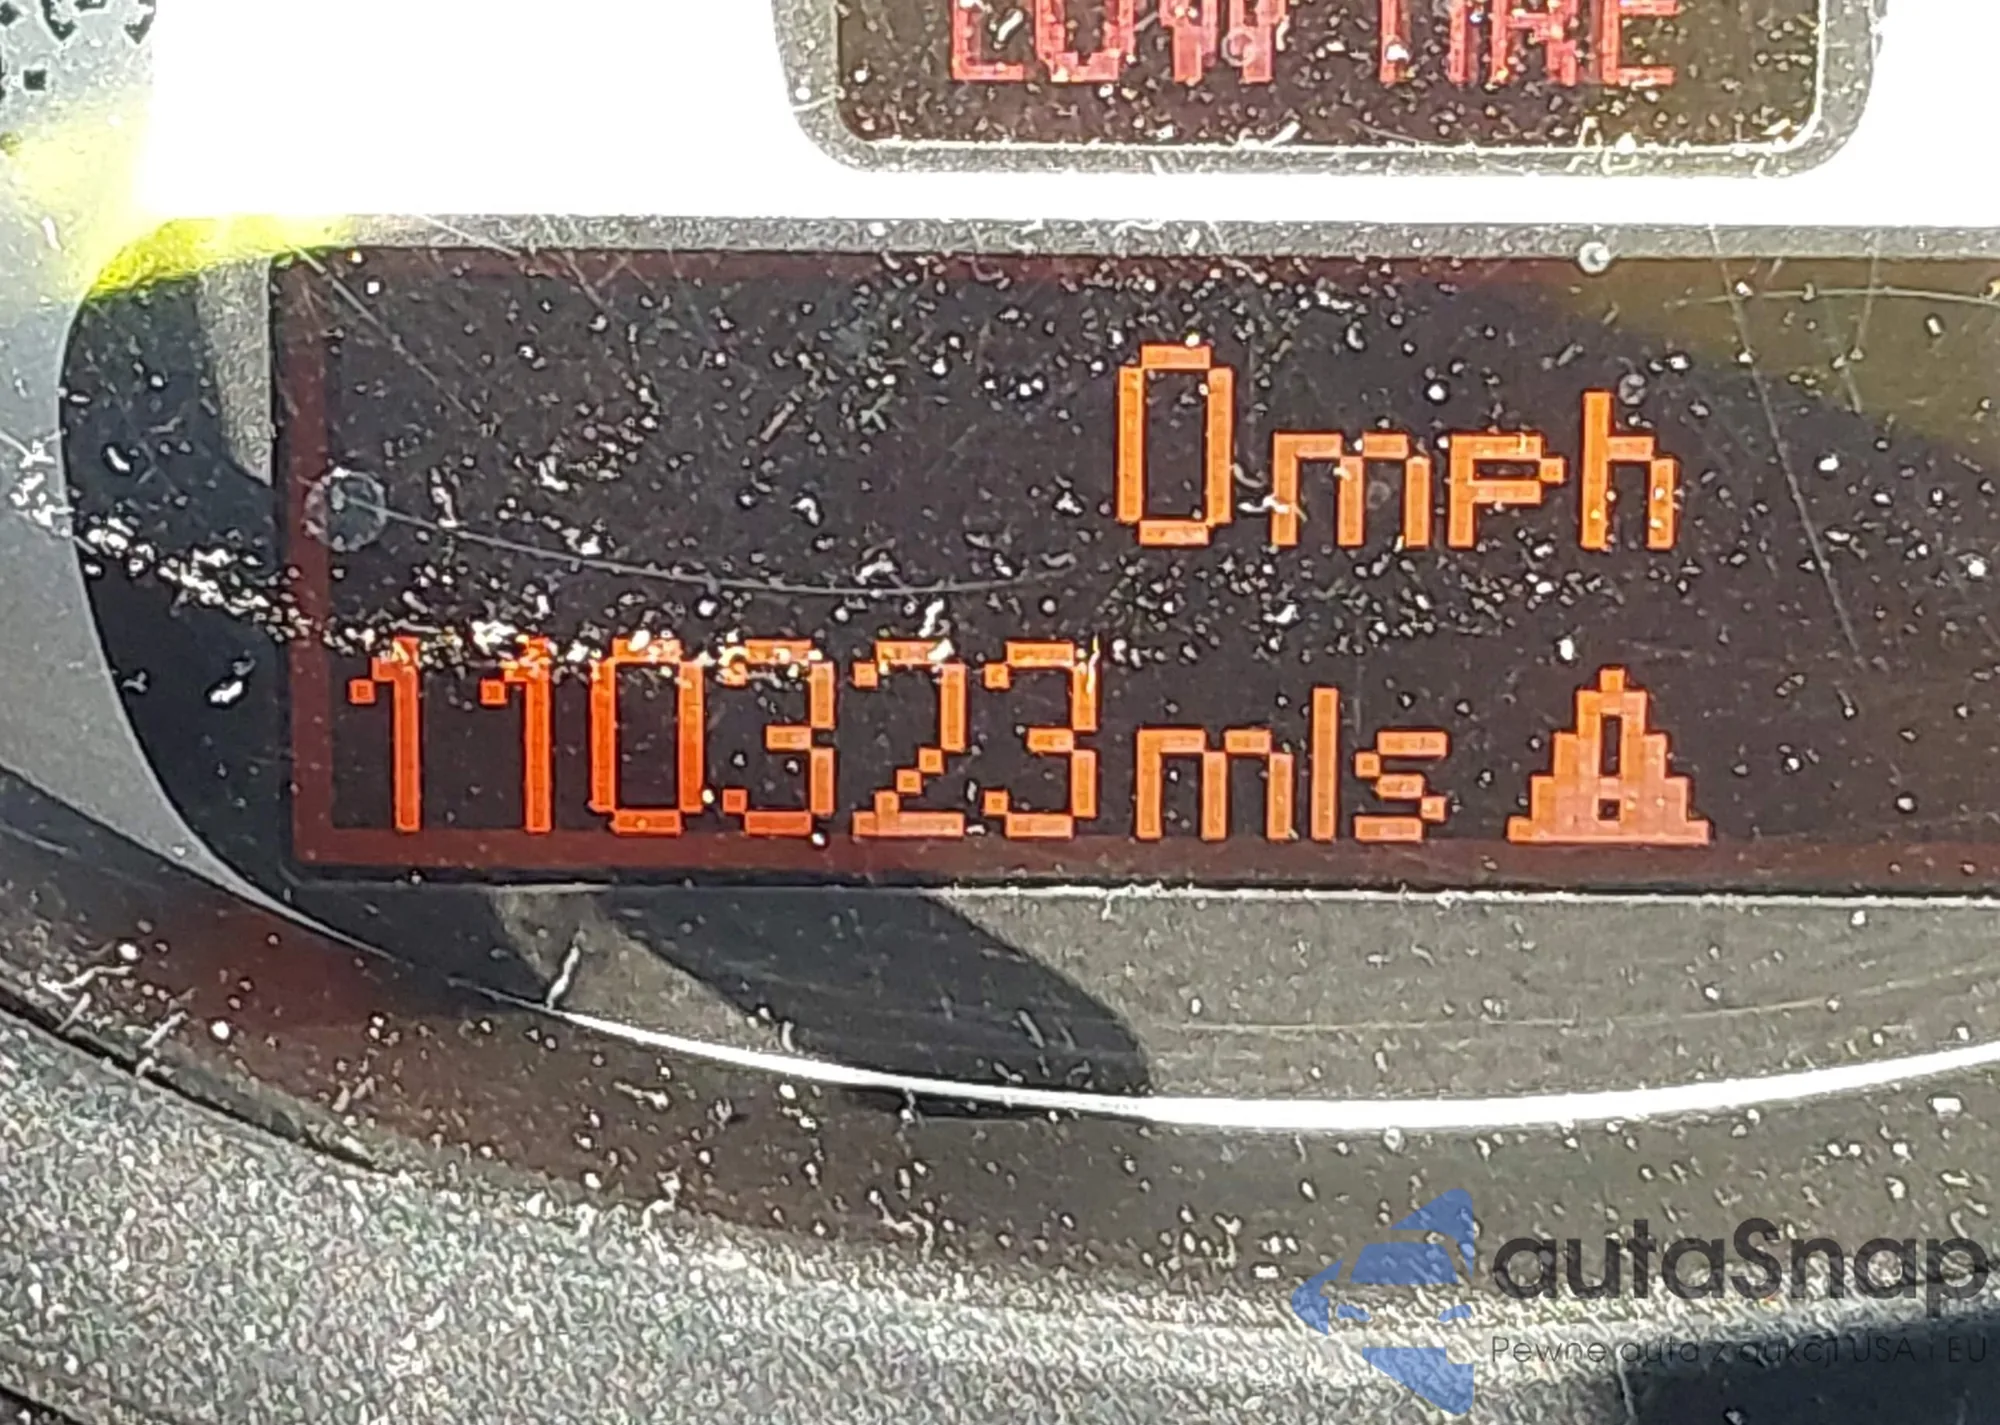 LOW TIRE
0mph
110323mls
autaSnap
Pewne auta z aukcji USA i EU